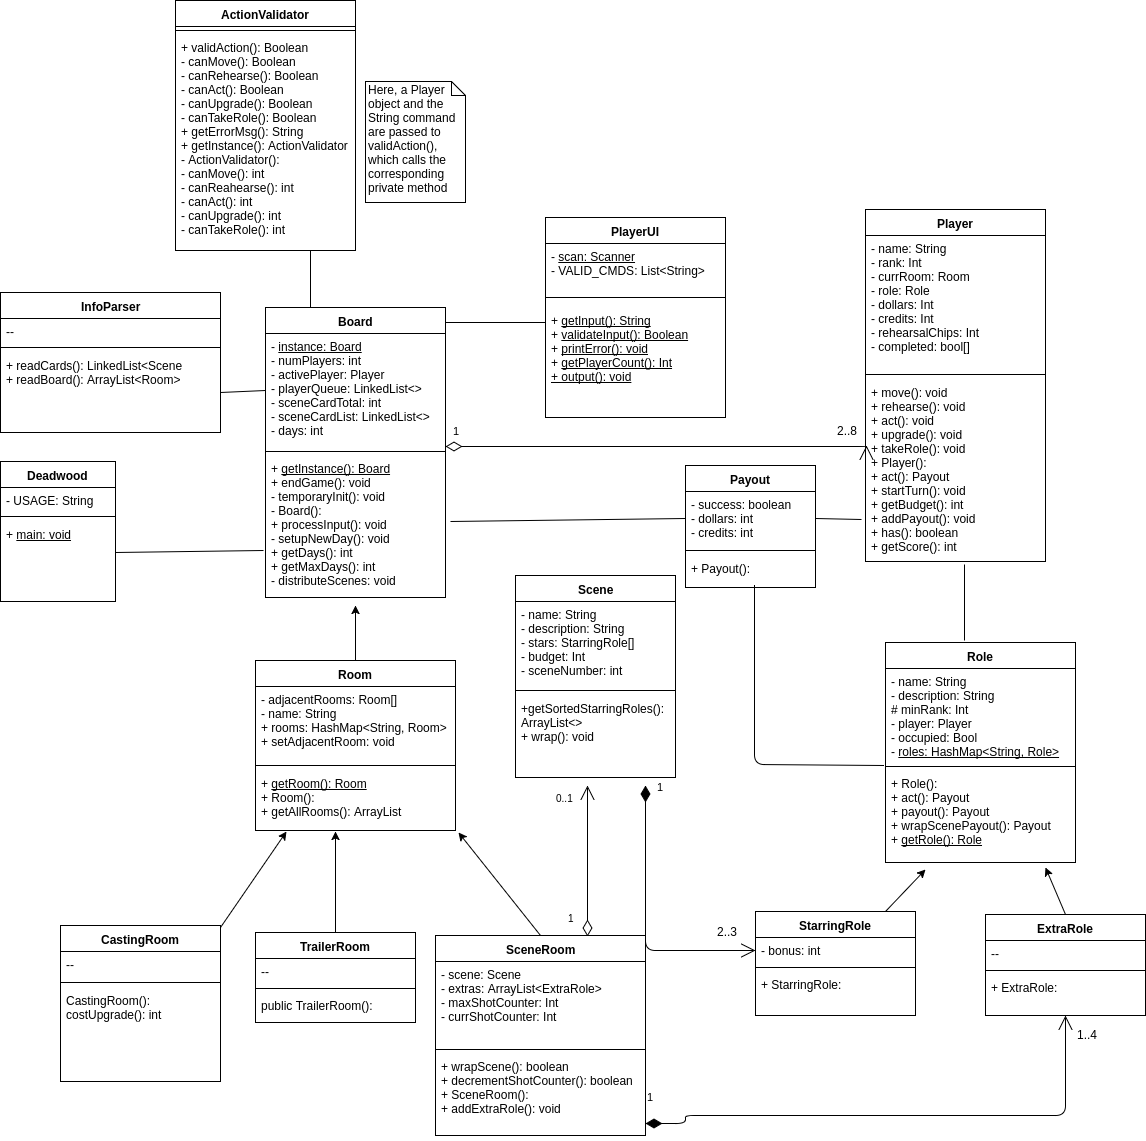 ActionValidator
+ validAction(): Boolean
- canMove(): Boolean
- canRehearse(): Boolean
- canAct(): Boolean
- canUpgrade(): Boolean
- canTakeRole(): Boolean
+ getErrorMsg(): String
+ getInstance(): ActionValidator
- ActionValidator():
- canMove(): int
- canReahearse(): int
- canAct(): int
- canUpgrade(): int
- canTakeRole(): int
Here, a Player
object and the
String command
are passed to
validAction(),
which calls the
corresponding
private method
PlayerUI
- scan: Scanner
- VALID_CMDS: List<String>
+ getInput(): String
+ validateInput(): Boolean
+ printError(): void
+ getPlayerCount(): Int
+ output(): void
Player
- name: String
- rank: Int
- currRoom: Room
- role: Role
- dollars: Int
- credits: Int
- rehearsalChips: Int
- completed: bool[]
+ move(): void
+ rehearse(): void
+ act(): void
+ upgrade(): void
+ takeRole(): void
+ Player():
+ act(): Payout
+ startTurn(): void
+ getBudget(): int
+ addPayout(): void
+ has(): boolean
+ getScore(): int
InfoParser
--
+ readCards(): LinkedList<Scene
+ readBoard(): ArrayList<Room>
Board
- instance: Board
- numPlayers: int
- activePlayer: Player
- playerQueue: LinkedList<>
- sceneCardTotal: int
- sceneCardList: LinkedList<>
- days: int
+ getInstance(): Board
+ endGame(): void
- temporaryInit(): void
- Board():
+ processInput(): void
- setupNewDay(): void
+ getDays(): int
+ getMaxDays(): int
- distributeScenes: void
1
2..8
Deadwood
- USAGE: String
+ main: void
Payout
- success: boolean
- dollars: int
- credits: int
+ Payout():
Scene
- name: String
- description: String
- stars: StarringRole[]
- budget: Int
- sceneNumber: int
+getSortedStarringRoles():
ArrayList<>
+ wrap(): void
Role
- name: String
- description: String
# minRank: Int
- player: Player
- occupied: Bool
- roles: HashMap<String, Role>
+ Role():
+ act(): Payout
+ payout(): Payout
+ wrapScenePayout(): Payout
+ getRole(): Role
Room
- adjacentRooms: Room[]
- name: String
+ rooms: HashMap<String, Room>
+ setAdjacentRoom: void
+ getRoom(): Room
+ Room():
+ getAllRooms(): ArrayList
0..1
1
1
2..3
CastingRoom
--
CastingRoom():
costUpgrade(): int
TrailerRoom
--
public TrailerRoom():
SceneRoom
- scene: Scene
- extras: ArrayList<ExtraRole>
- maxShotCounter: Int
- currShotCounter: Int
+ wrapScene(): boolean
+ decrementShotCounter(): boolean
+ SceneRoom():
+ addExtraRole(): void
StarringRole
- bonus: int
+ StarringRole:
ExtraRole
--
+ ExtraRole:
1..4
1